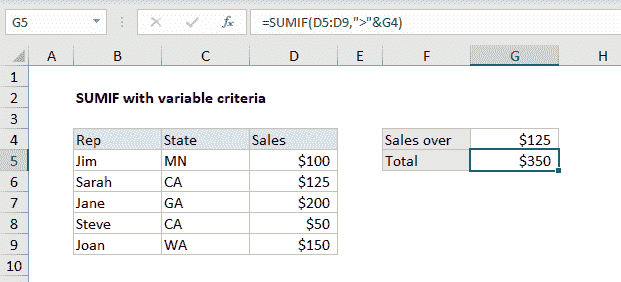 G5 fx =SUMIF(D5:D9,">"&G4)
A B C D E F G H
1
2 SUMIF with variable criteria
3
4 Rep State Sales Sales over $125
5 Jim MN $100 Total $350
6 Sarah CA $125
7 Jane GA $200
8 Steve CA $50
9 Joan WA $150
10